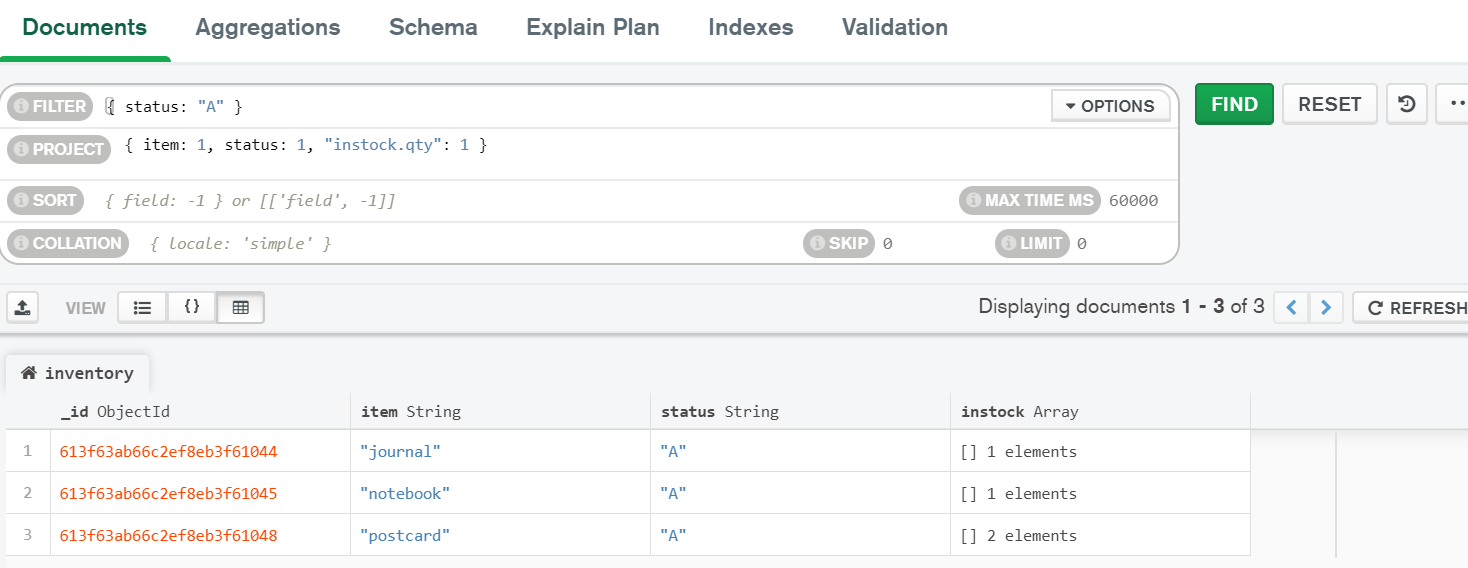 Documents Aggregations Schema Explain Plan Indexes Validation
FILTER { status: "A" } OPTIONS FIND RESET
PROJECT { item: 1, status: 1, "instock.qty": 1 }
SORT { field: -1 } or [['field', -1]] MAX TIME MS 60000
COLLATION { locale: 'simple' } SKIP 0 LIMIT 0
VIEW {} Displaying documents 1 - 3 of 3 REFRESH
inventory
_id ObjectId item String status String instock Array
1 613f63ab66c2ef8eb3f61044 "journal" "A" [] 1 elements
2 613f63ab66c2ef8eb3f61045 "notebook" "A" [] 1 elements
3 613f63ab66c2ef8eb3f61048 "postcard" "A" [] 2 elements